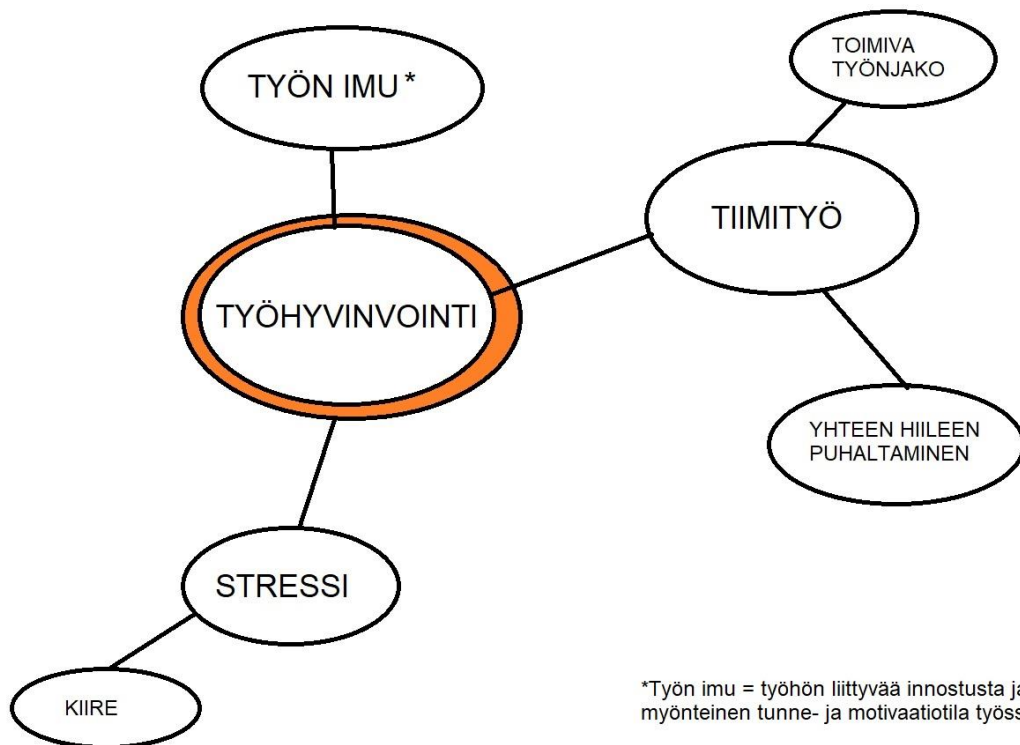 TOIMIVA
TYÖNJAKO
TYÖN IMU *
TIIMITYÖ
TYÖHYVINVOINTI
YHTEEN HIILEEN
PUHALTAMINEN
STRESSI
KIIRE
*Työn imu = työhön liittyvää innostusta
myönteinen tunne- ja motivaatiotila